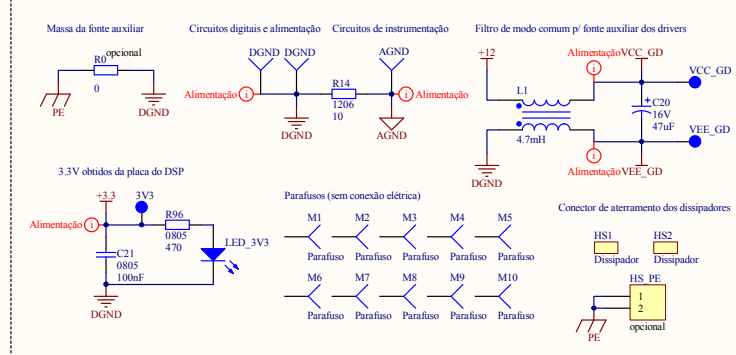 Massa da fonte auxiliar
opcional
R0
0
PE
DGND
Circuitos digitais e alimentação
Circuitos de instrumentação
DGND
DGND
AGND
Alimentação
i
R14
1206
10
i
Alimentação
DGND
AGND
Filtro de modo comum p/ fonte auxiliar dos drivers
+12
Alimentação
VCC_GD
i
VCC_GD
L1
4.7mH
+
C20
16V
47uF
VEE_GD
i
Alimentação
VEE_GD
DGND
3.3V obtidos da placa do DSP
+3.3
3V3
Alimentação
i
R96
0805
470
LED_3V3
C21
0805
100nF
DGND
Parafusos (sem conexão elétrica)
M1
M2
M3
M4
M5
Parafuso
Parafuso
Parafuso
Parafuso
Parafuso
M6
M7
M8
M9
M10
Parafuso
Parafuso
Parafuso
Parafuso
Parafuso
Conector de aterramento dos dissipadores
HS1
HS2
Dissipador
Dissipador
HS_PE
1
2
opcional
PE